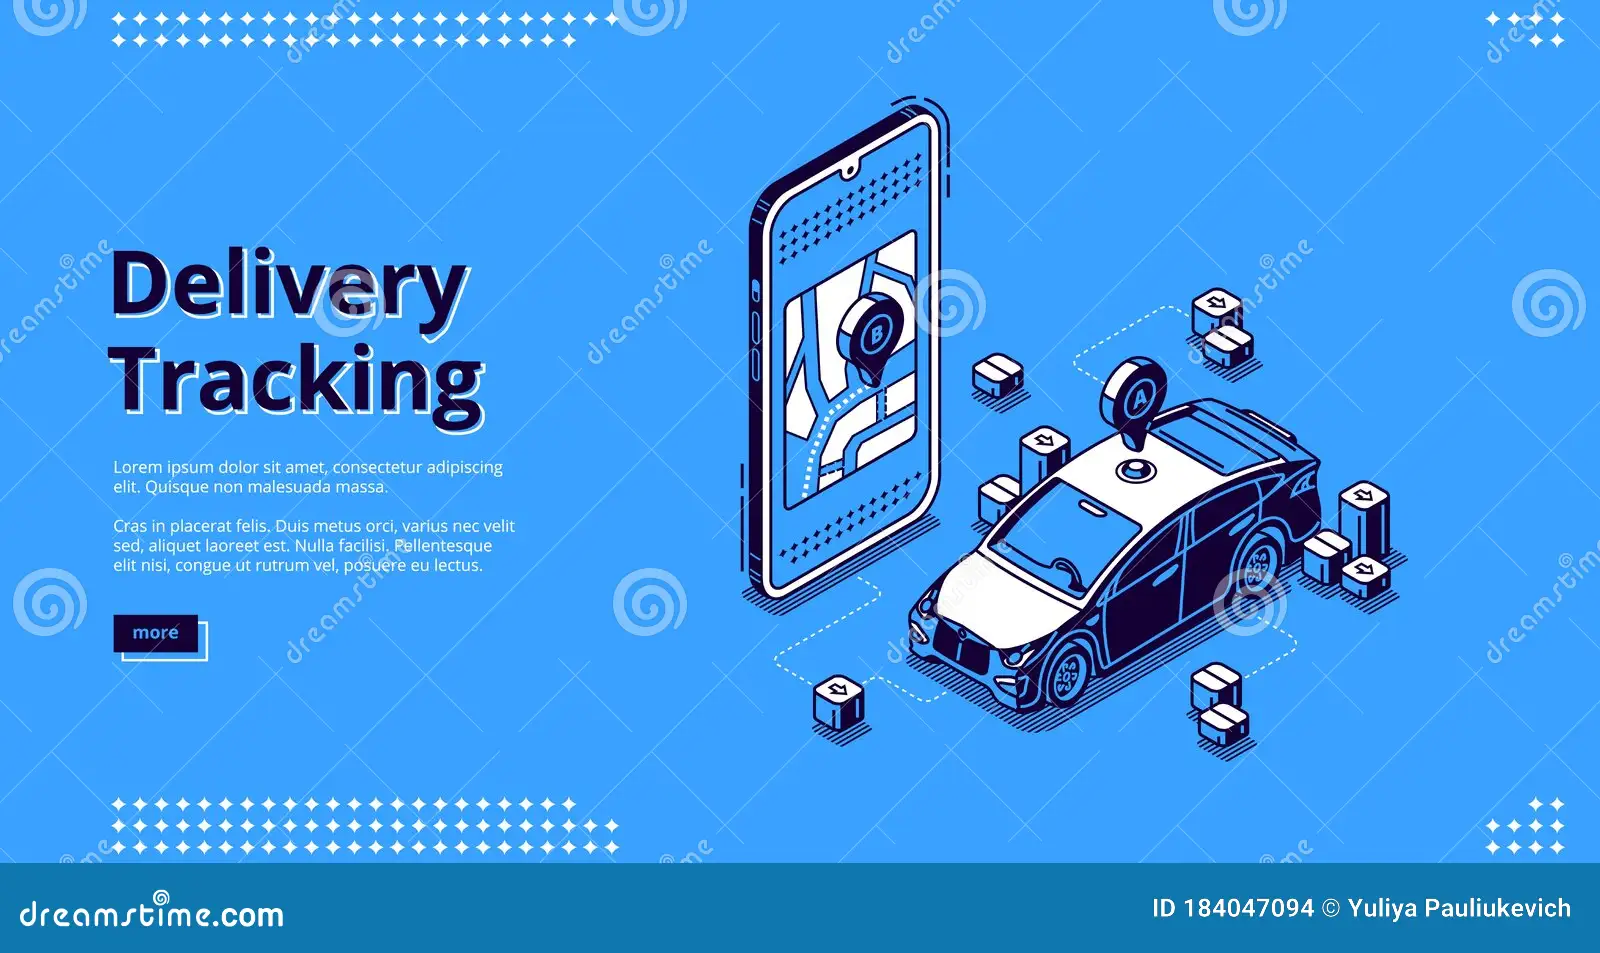 Delivery
Tracking
Lorem ipsum dolor sit amet, consectetur adipiscing
elit. Quisque non malesuada massa.
Cras in placerat felis. Duis metus orci, varius nec velit
sed, aliquet laoreet est. Nulla facilisi. Pellentesque
elit nisi, congue ut rutrum vel, posuere eu lectus.
more
B
A
dreamstime
dreamstime.com
ID 184047094 © Yuliya Pauliukevich